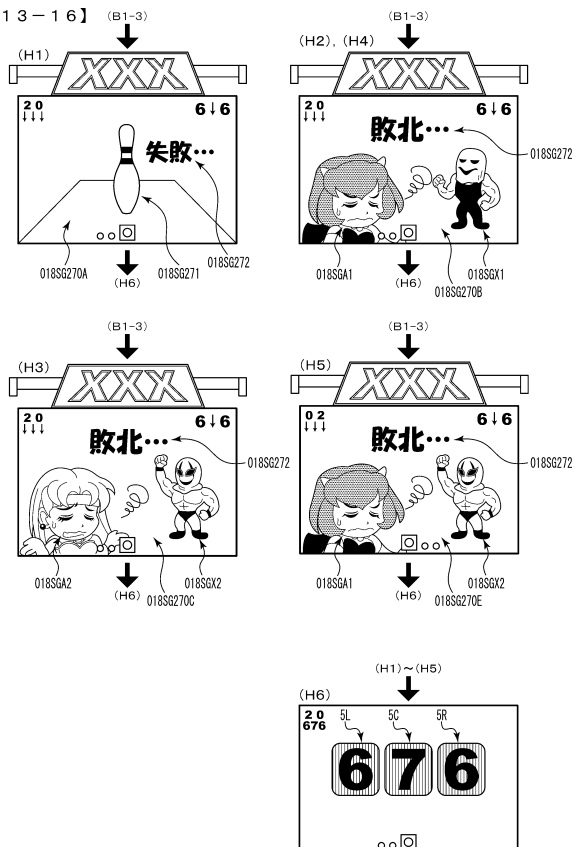 13-16】
(B1-3)
(H1)
XXX
20
↓↓↓
6↓6
失敗…
018SG270A
018SG271
018SG272
(H6)
(B1-3)
(H2), (H4)
XXX
20
↓↓↓
6↓6
敗北…
018SG272
018SGA1
018SGX1
018SG270B
(H6)
(B1-3)
(H3)
XXX
20
↓↓↓
6↓6
敗北…
018SG272
018SGA2
018SGX2
018SG270C
(H6)
(B1-3)
(H5)
XXX
02
↓↓↓
6↓6
敗北…
018SG272
018SGA1
018SGX2
018SG270E
(H6)
(H1)~(H5)
(H6)
20
676
5L 5C 5R
6 7 6